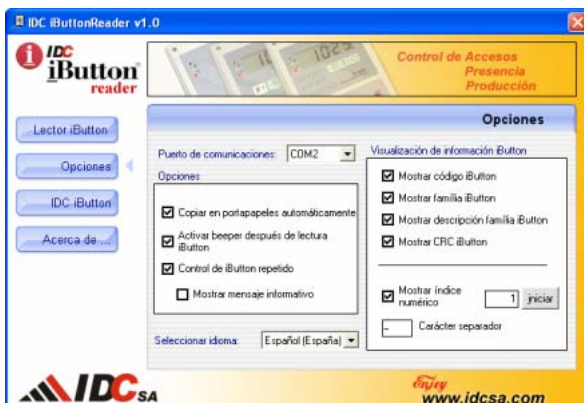 IDC iButtonReader v1.0
IDC
iButton
reader
Control de Accesos
Presencia
Producción
Lector iButton
Opciones
IDC iButton
Acerca de ...
Opciones
Puerto de comunicaciones: COM2
Opciones
Copiar en portapapeles automáticamente
Activar beeper después de lectura
iButton
Control de iButton repetido
Mostrar mensaje informativo
Seleccionar idioma: Español (España)
Visualización de información iButton
Mostrar código iButton
Mostrar família iButton
Mostrar descripción família iButton
Mostrar CRC iButton
Mostrar índice
numérico 1 iniciar
- Carácter separador
IDC SA
Enjoy
www.idcsa.com